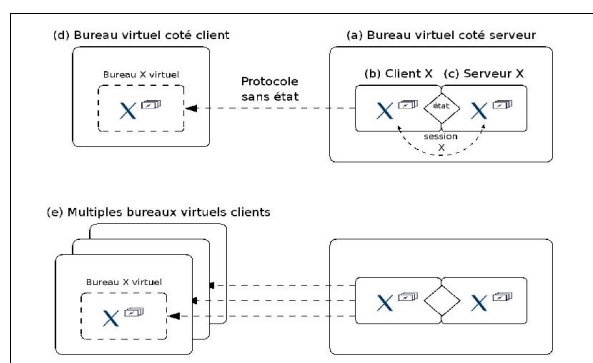 (d) Bureau virtuel coté client
(a) Bureau virtuel coté serveur
Bureau X virtuel
X
Protocole
sans état
(b) Client X
(c) Serveur X
X
état
X
session
X
(e) Multiples bureaux virtuels clients
Bureau X virtuel
X
X
X